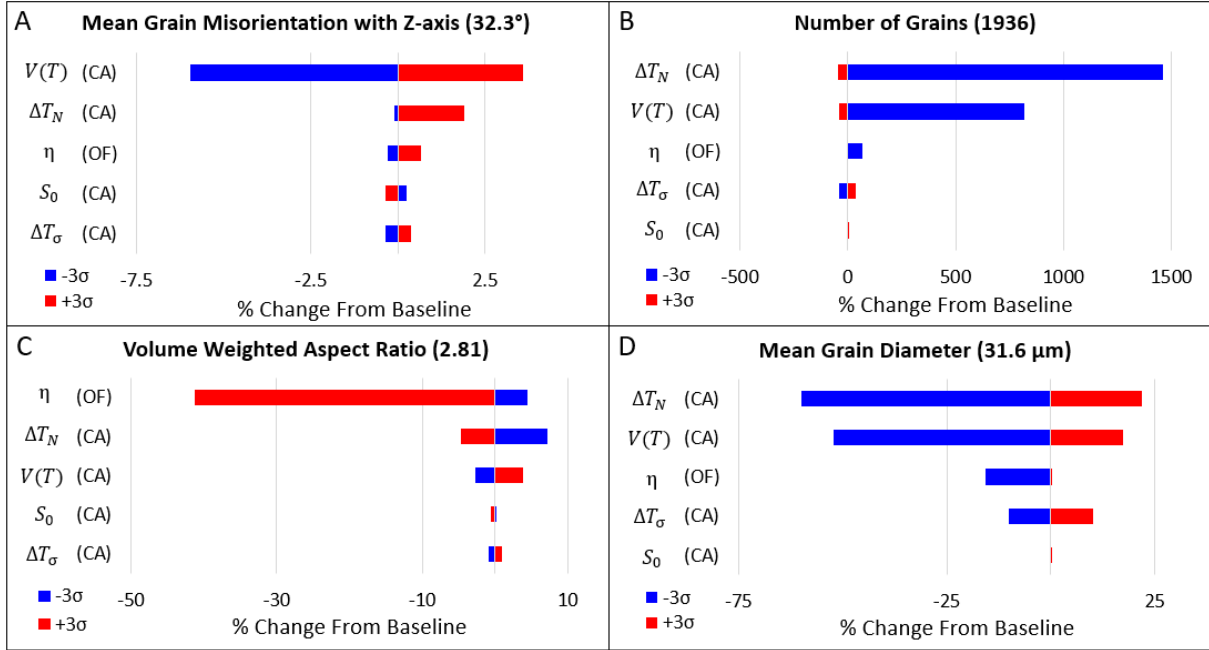 A
Mean Grain Misorientation with Z-axis (32.3°)
V(T) (CA)
ΔT_N (CA)
η (OF)
S_0 (CA)
ΔT_σ (CA)
-7.5 -2.5 2.5
-3σ
+3σ
% Change From Baseline
B
Number of Grains (1936)
ΔT_N (CA)
V(T) (CA)
η (OF)
ΔT_σ (CA)
S_0 (CA)
-500 0 500 1000 1500
-3σ
+3σ
% Change From Baseline
C
Volume Weighted Aspect Ratio (2.81)
η (OF)
ΔT_N (CA)
V(T) (CA)
S_0 (CA)
ΔT_σ (CA)
-50 -30 -10 10
-3σ
+3σ
% Change From Baseline
D
Mean Grain Diameter (31.6 μm)
ΔT_N (CA)
V(T) (CA)
η (OF)
ΔT_σ (CA)
S_0 (CA)
-75 -25 25
-3σ
+3σ
% Change From Baseline